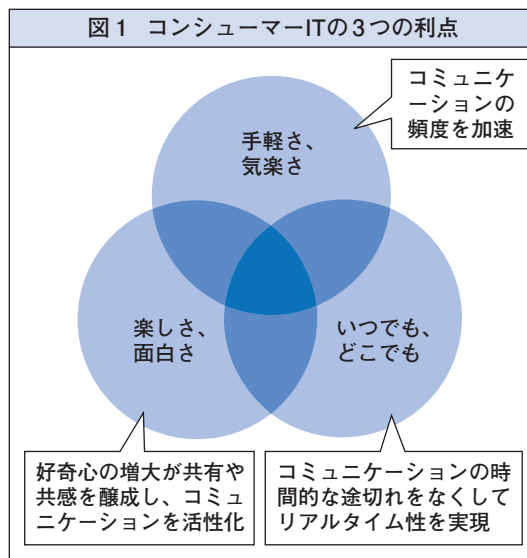 図1 コンシューマーITの3つの利点
コミュニケ
ーションの
頻度を加速
手軽さ、
気楽さ
楽しさ、
面白さ
いつでも、
どこでも
好奇心の増大が共有や
共感を醸成し、コミュ
ニケーションを活性化
コミュニケーションの時
間的な途切れをなくして
リアルタイム性を実現